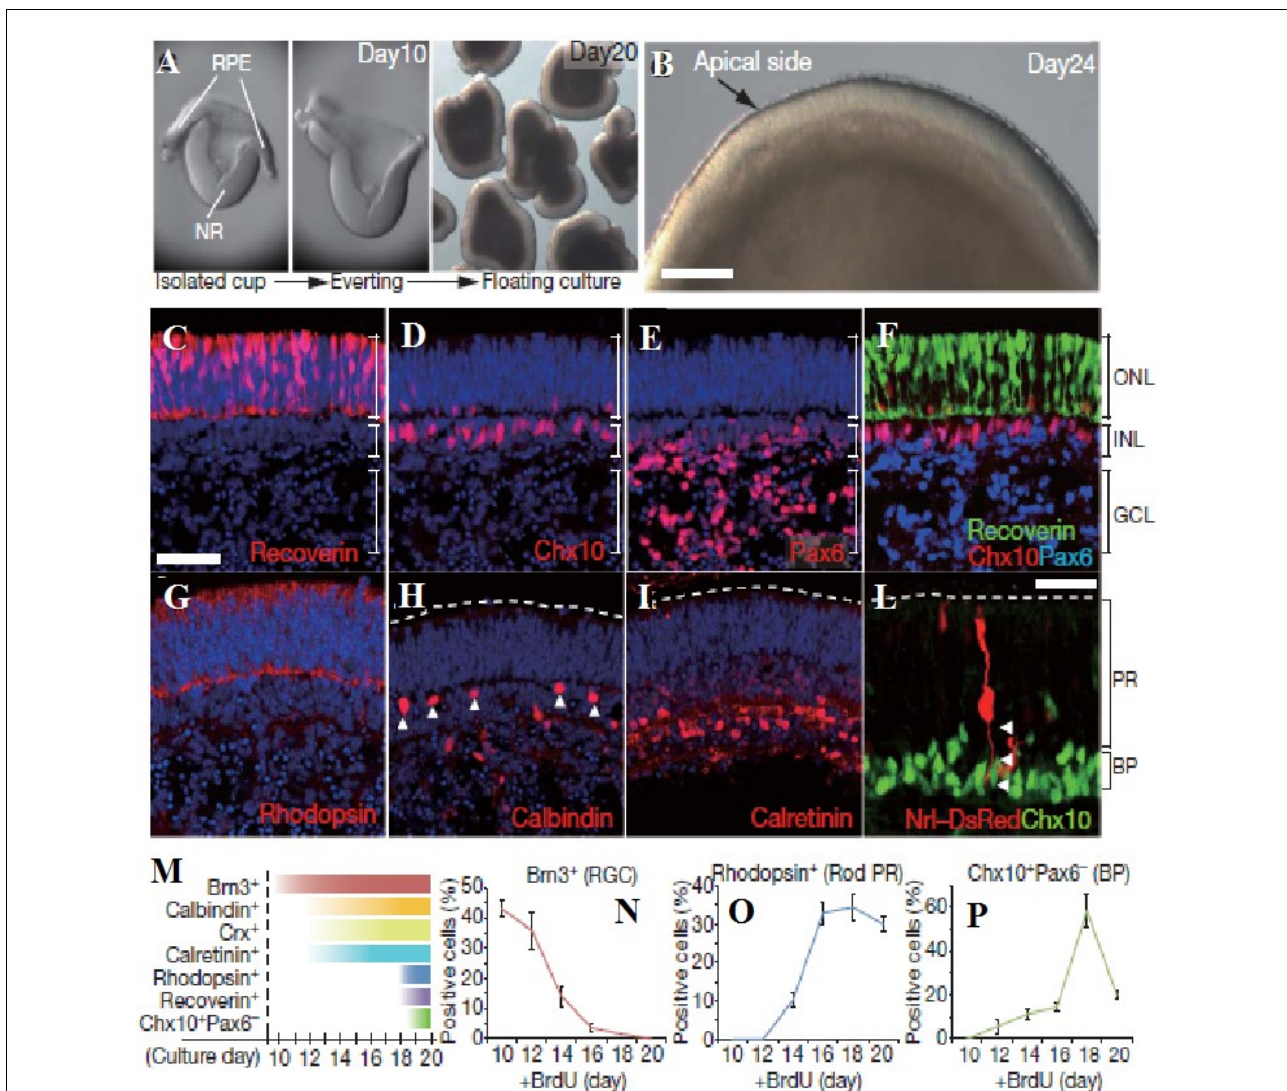 A
RPE
NR
Day10
Day20
Isolated cup
Everting
Floating culture
B
Apical side
Day24
C
Recoverin
D
Chx10
E
Pax6
F
Recoverin
Chx10Pax6
ONL
INL
GCL
G
Rhodopsin
H
Calbindin
I
Calretinin
L
Nrl–DsRedChx10
PR
BP
M
Brn3⁺
Calbindin⁺
Crx⁺
Calretinin⁺
Rhodopsin⁺
Recoverin⁺
Chx10⁺Pax6⁻
(Culture day) 10 12 14 16 18 20
Brn3⁺ (RGC)
N
Positive cells (%)
50
40
30
20
10
0
10 12 14 16 18 20
+BrdU (day)
Rhodopsin⁺ (Rod PR)
O
Positive cells (%)
40
30
20
10
0
10 12 14 16 18 20
+BrdU (day)
Chx10⁺Pax6⁻ (BP)
P
Positive cells (%)
60
40
20
0
10 12 14 16 18 20
+BrdU (day)